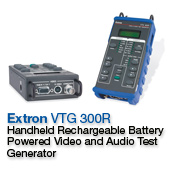 Extron VTG 300R
Handheld Rechargeable Battery
Powered Video and Audio Test
Generator